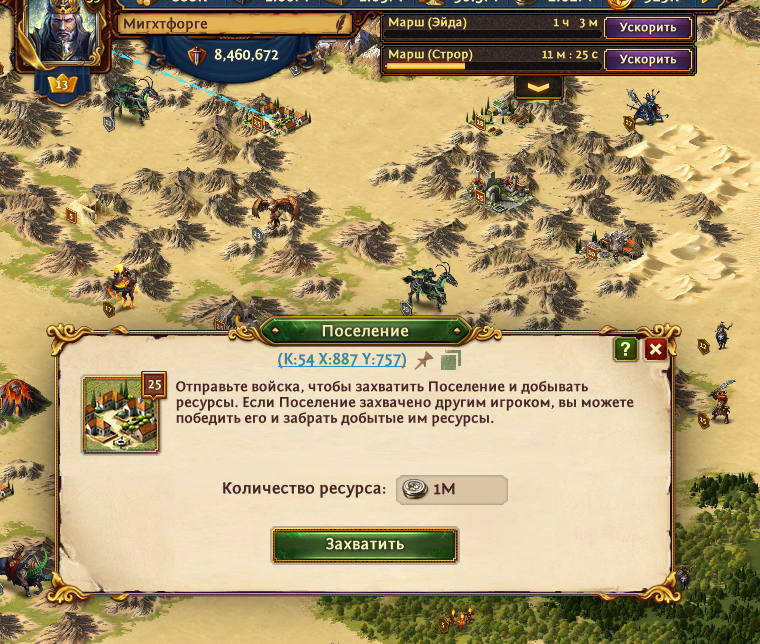 Мигхтфорге
8,460,672
13
Марш (Эйда) 1 ч 3 м Ускорить
Марш (Строр) 11 м : 25 с Ускорить
Поселение
(К:54 X:887 Y:757)
?
25
Отправьте войска, чтобы захватить Поселение и добывать
ресурсы. Если Поселение захвачено другим игроком, вы можете
победить его и забрать добытые им ресурсы.
Количество ресурса: 1М
Захватить